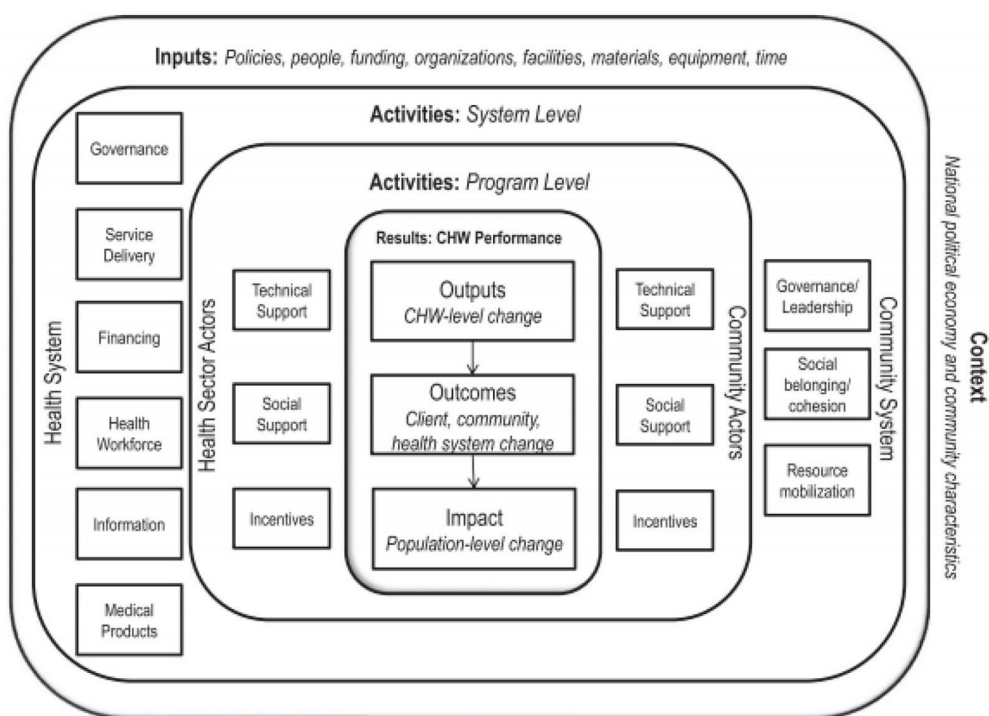 Inputs: Policies, people, funding, organizations, facilities, materials, equipment, time
Activities: System Level
Activities: Program Level
Results: CHW Performance
Health System
Governance
Service
Delivery
Financing
Health
Workforce
Information
Medical
Products
Health Sector Actors
Technical
Support
Social
Support
Incentives
Outputs
CHW-level change
Outcomes
Client, community,
health system change
Impact
Population-level change
Technical
Support
Social
Support
Incentives
Community Actors
Governance/
Leadership
Social
belonging/
cohesion
Resource
mobilization
Community System
Context
National political economy and community characteristics